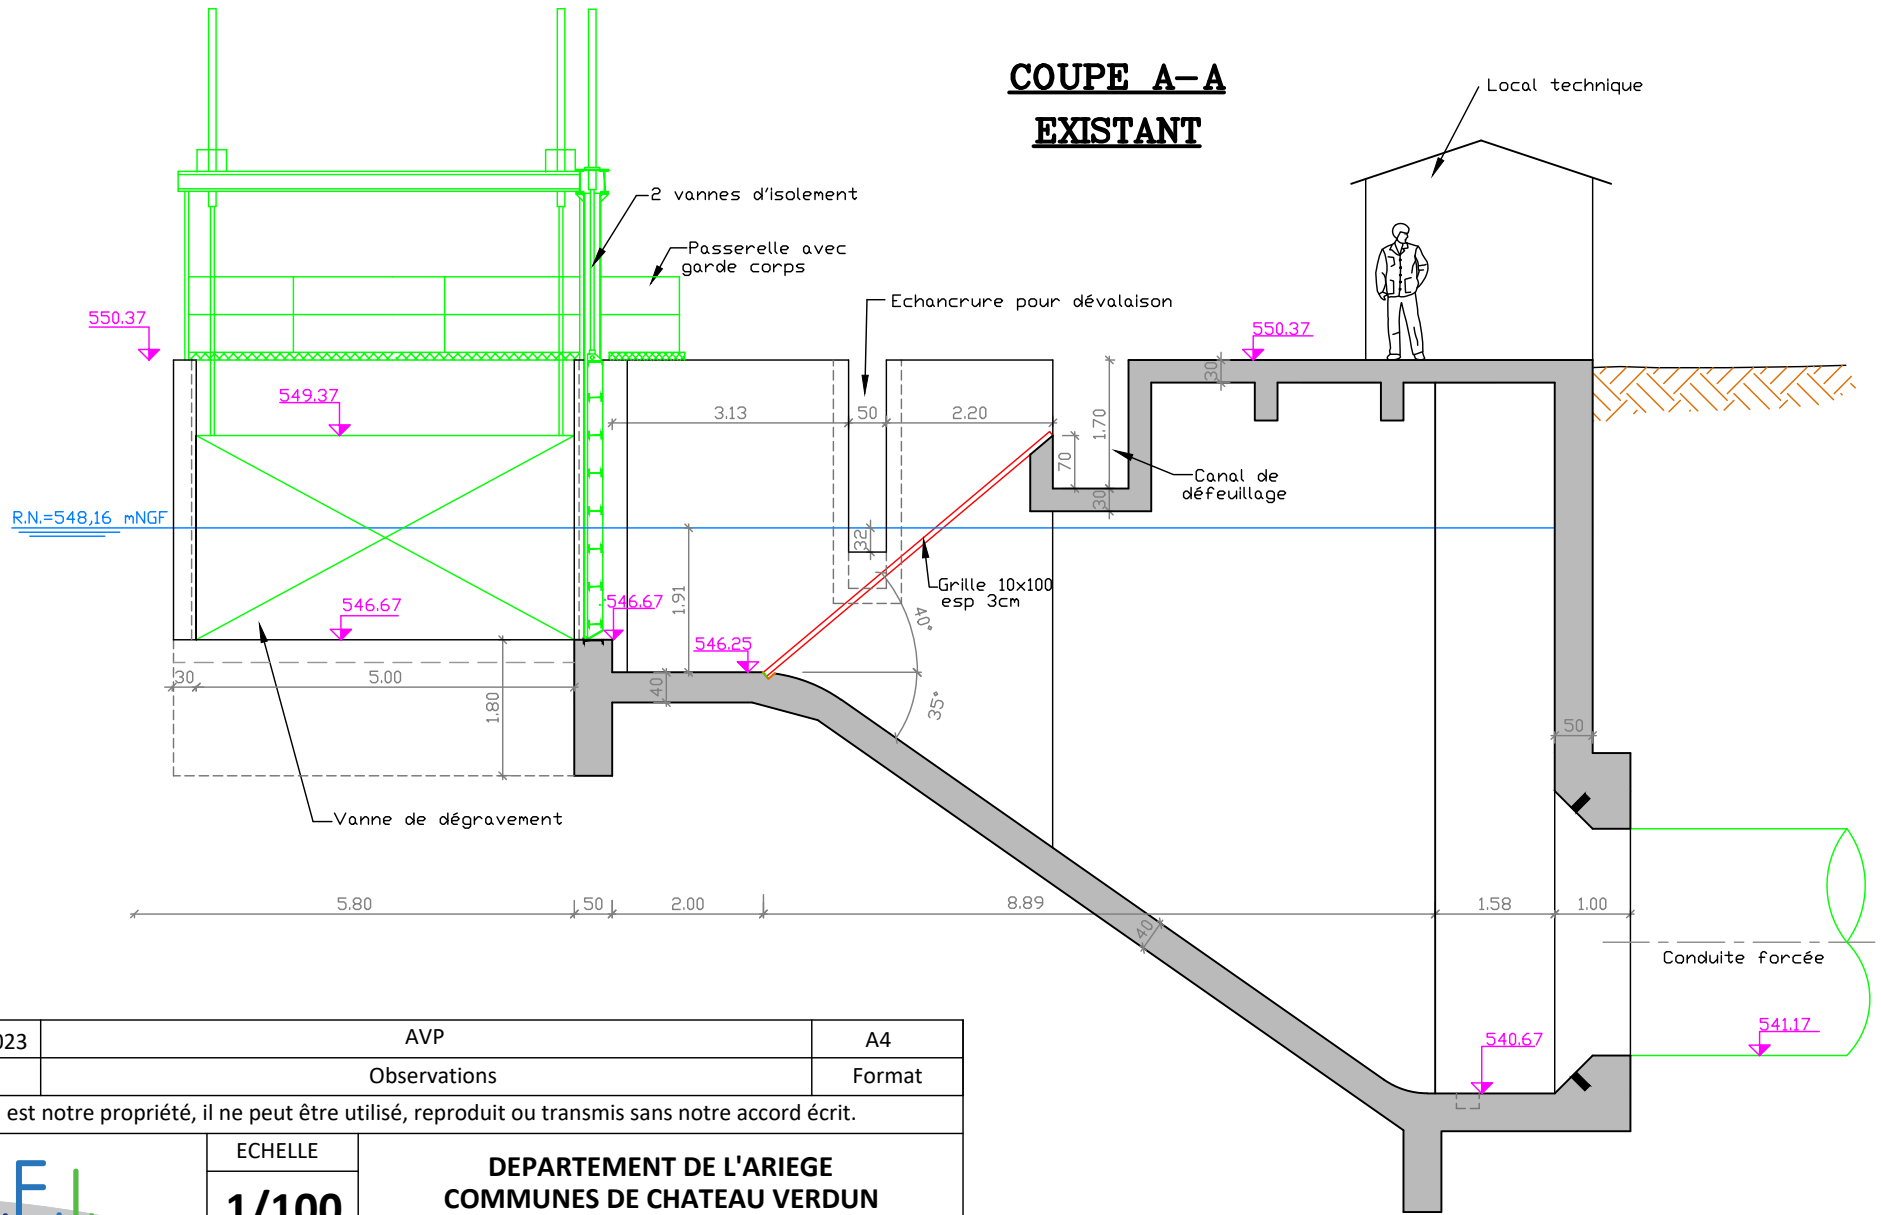 COUPE A-A
EXISTANT
Local technique
2 vannes d'isolement
Passerelle avec
garde corps
Echancrure pour dévalaison
550.37
550.37
30
549.37
3.13
50
2.20
1.70
70
Canal de
défeuillage
30
R.N.=548,16 mNGF
32
Grille 10x100
esp 3cm
1.91
546.67
546.67
40°
546.25
30
5.00
40
1.80
35°
50
Vanne de dégravement
5.80
50
2.00
8.89
1.58
1.00
40
Conduite forcée
541.17
540.67
023
AVP
A4
Observations
Format
est notre propriété, il ne peut être utilisé, reproduit ou transmis sans notre accord écrit.
ECHELLE
1/100
DEPARTEMENT DE L'ARIEGE
COMMUNES DE CHATEAU VERDUN